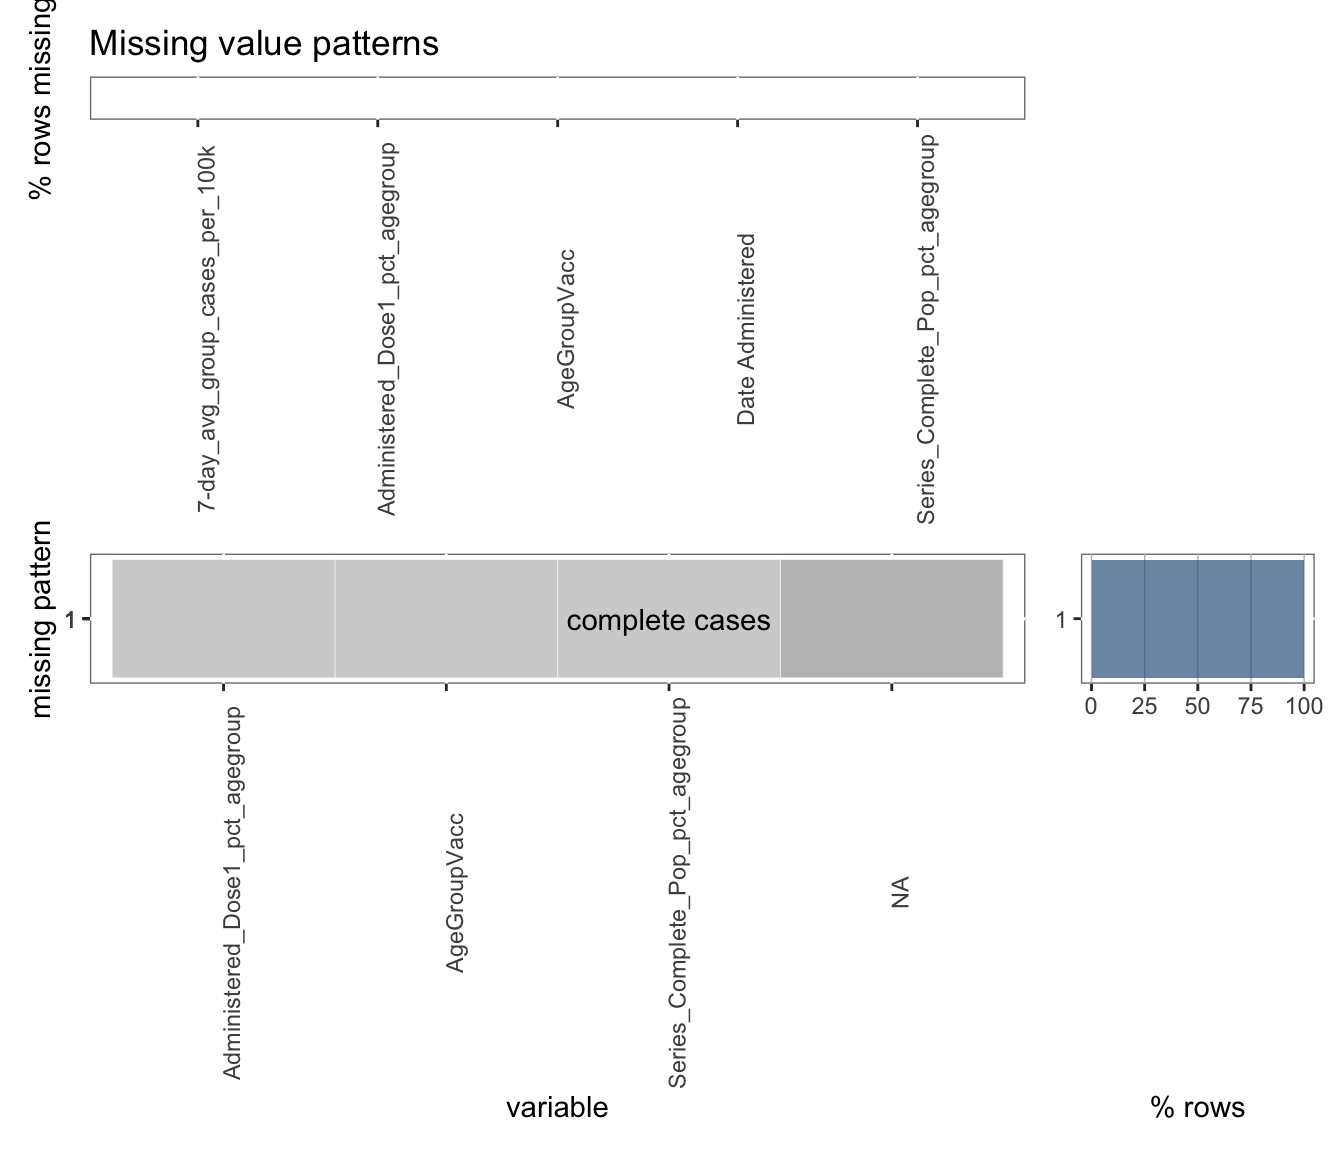 Missing value patterns
% rows missing
7-day_avg_group_cases_per_100k
Administered_Dose1_pct_agegroup
AgeGroupVacc
Date Administered
Series_Complete_Pop_pct_agegroup
missing pattern
1
complete cases
1
0 25 50 75 100
Administered_Dose1_pct_agegroup
AgeGroupVacc
Series_Complete_Pop_pct_agegroup
NA
variable
% rows